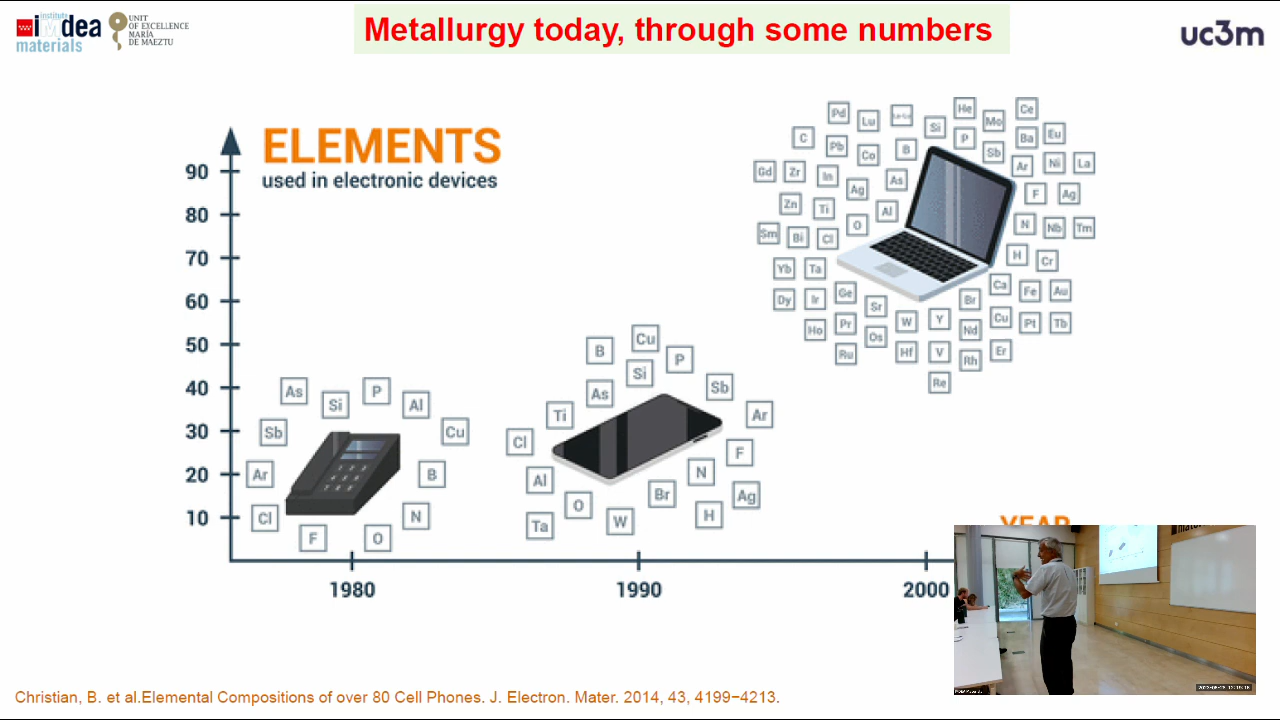 institute
imdea
materials
UNIT
OF EXCELLENCE
MARÍA
DE MAEZTU
Metallurgy today, through some numbers
uc3m
ELEMENTS
used in electronic devices
90
80
70
60
50
40
30
20
10
As
Si
P
Al
Sb
Cu
Ar
B
Cl
N
F
O
B
Cu
Si
P
As
Sb
Ti
Ar
Cl
F
Al
N
Br
Ag
O
Ta
W
H
Pd
Lu
He
Mo
Ce
C
Pb
Co
B
Si
P
Sb
Ba
Eu
Gd
Zr
In
Ag
As
Ar
Ni
La
Zn
Ti
O
Al
F
Ag
Sm
Bi
Cl
N
Nb
Tm
Yb
Ta
H
Cr
Dy
Ir
Ge
Sr
Br
Ca
Fe
Au
Ho
Pr
Os
W
Y
Nd
Cu
Pt
Tb
Ru
Hf
V
Rh
Er
Re
YEAR
1980
1990
2000
Christian, B. et al.Elemental Compositions of over 80 Cell Phones. J. Electron. Mater. 2014, 43, 4199−4213.